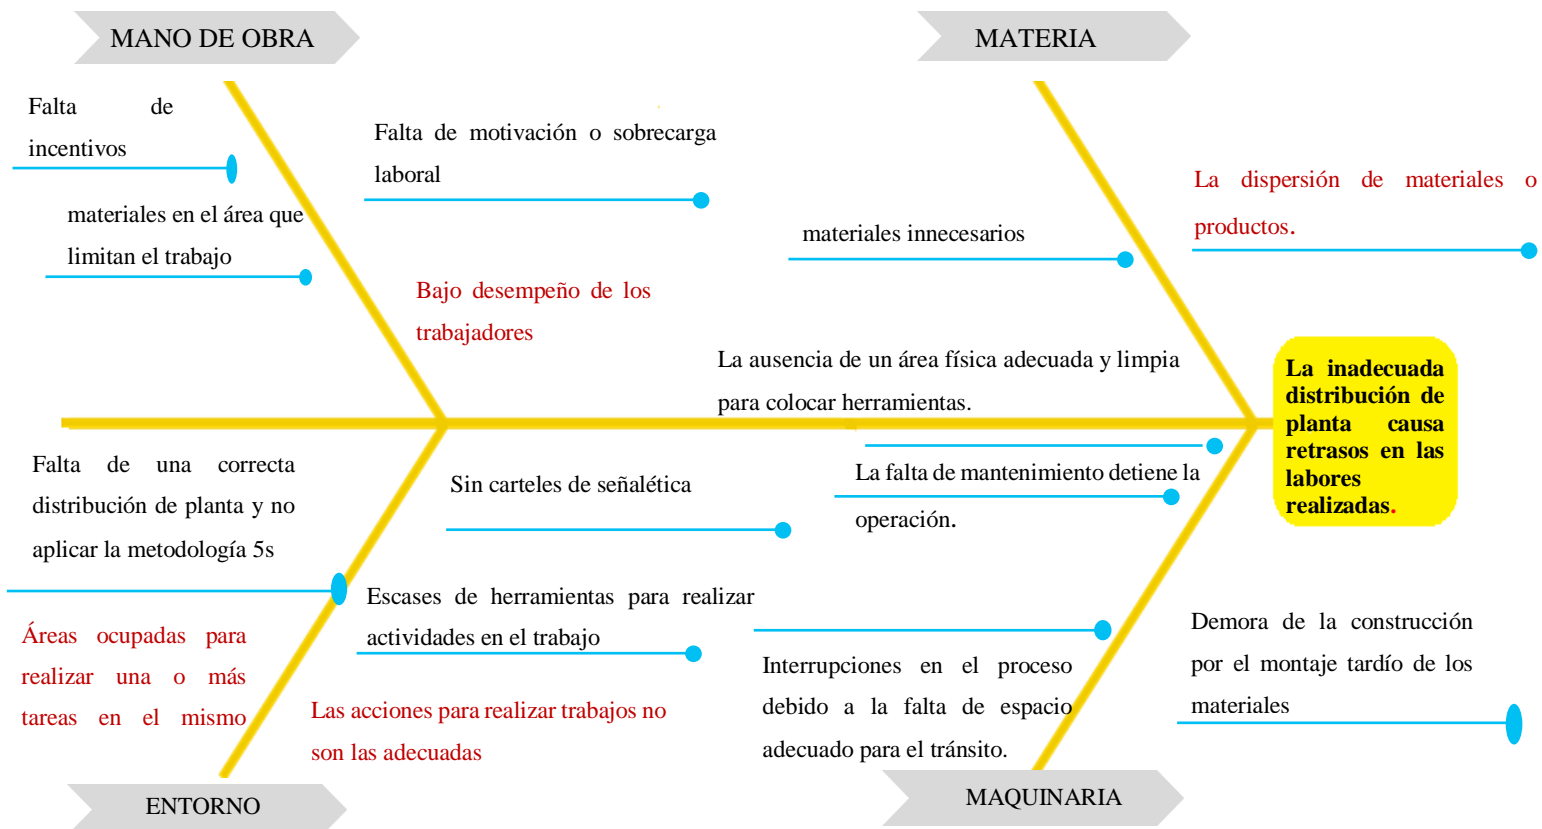 MANO DE OBRA
MATERIA
Falta de
incentivos
materiales en el área que
limitan el trabajo
Falta de motivación o sobrecarga
laboral
Bajo desempeño de los
trabajadores
materiales innecesarios
La dispersión de materiales o
productos.
La ausencia de un área física adecuada y limpia
para colocar herramientas.
La inadecuada
distribución de
planta causa
retrasos en las
labores
realizadas.
Falta de una correcta
distribución de planta y no
aplicar la metodología 5s
Áreas ocupadas para
realizar una o más
tareas en el mismo
Sin carteles de señalética
Escases de herramientas para realizar
actividades en el trabajo
Las acciones para realizar trabajos no
son las adecuadas
La falta de mantenimiento detiene la
operación.
Interrupciones en el proceso
debido a la falta de espacio
adecuado para el tránsito.
Demora de la construcción
por el montaje tardío de los
materiales
ENTORNO
MAQUINARIA